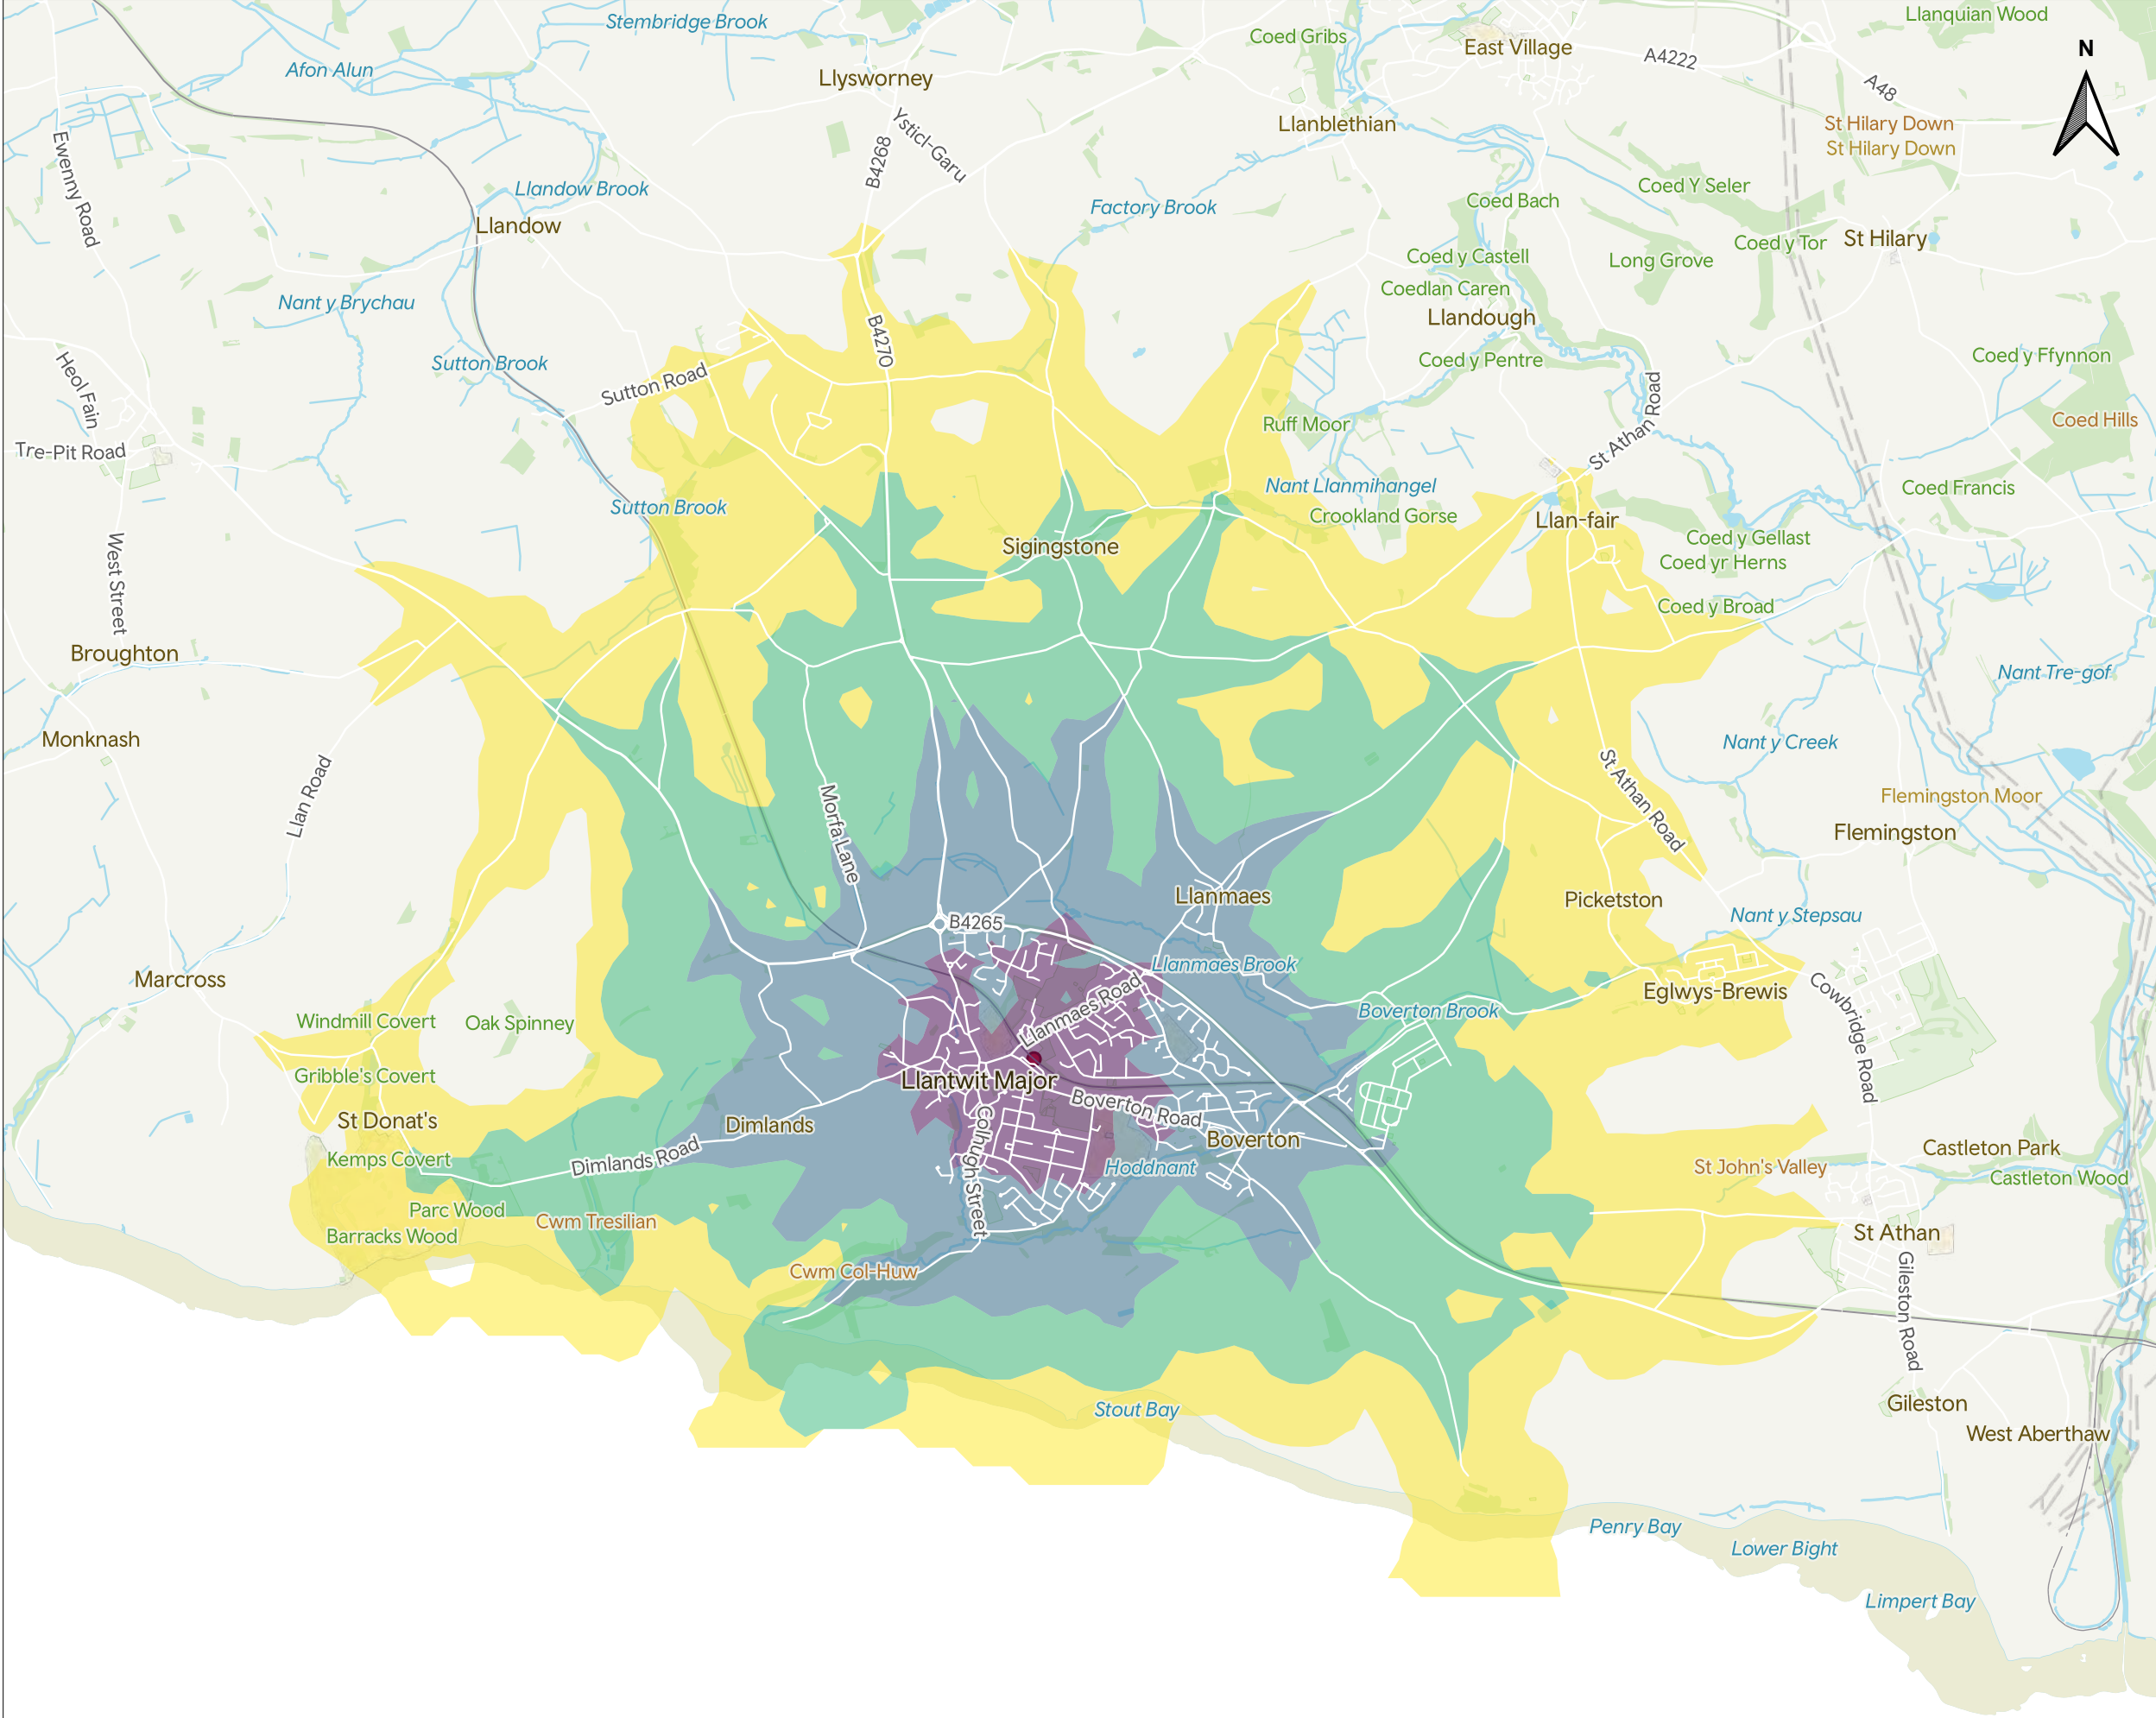 Stembridge Brook
Llanquian Wood
Coed Gribs
East Village
N
A4222
Afon Alun
Llysworney
A48
Llanblethian
St Hilary Down
St Hilary Down
Ewenny Road
B4268
Ysticl-Garu
Llandow Brook
Coed Y Seler
Coed Bach
Factory Brook
Llandow
St Hilary
Coed y Tor
Coed y Castell
Long Grove
Coedlan Caren
Nant y Brychau
Llandough
B4270
Coed y Ffynnon
Coed y Pentre
Sutton Brook
Sutton Road
Heol Fain
St Athan Road
Coed Hills
Ruff Moor
Tre-Pit Road
Nant Llanmihangel
Coed Francis
Sutton Brook
Crookland Gorse
Llan-fair
Coed y Gellast
Sigingstone
Coed yr Herns
West Street
Coed y Broad
Broughton
Nant Tre-gof
Monknash
Nant y Creek
Llan Road
Morfa Lane
St Athan Road
Flemingston Moor
Flemingston
Llanmaes
Picketston
B4265
Nant y Stepsau
Llanmaes Brook
Marcross
Eglwys-Brewis
Llanmaes Road
Boverton Brook
Cowbridge Road
Windmill Covert
Oak Spinney
Gribble's Covert
Llantwit Major
Boverton Road
St Donat's
Dimlands
Boverton
Colhugh Street
Castleton Park
Kemps Covert
Dimlands Road
Hoddnant
St John's Valley
Castleton Wood
Parc Wood
Cwm Tresilian
Barracks Wood
St Athan
Cwm Col-Huw
Gileston Road
Stout Bay
Gileston
West Aberthaw
Penry Bay
Lower Bight
Limpert Bay